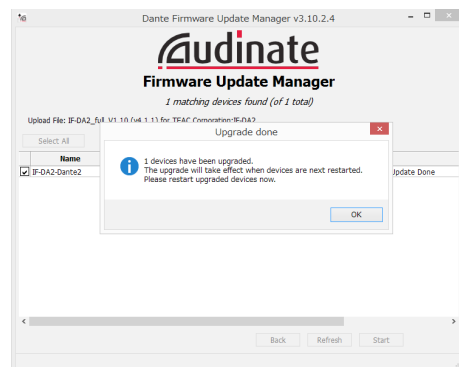 Dante Firmware Update Manager v3.10.2.4
Audinate
Firmware Update Manager
1 matching devices found (of 1 total)
Upload File: IF-DA2_full_V1.10 (v4.1.1) for TEAC Corporation:IF-DA2
Select All
Upgrade done
Name
1 devices have been upgraded.
The upgrade will take effect when devices are next restarted.
Please restart upgraded devices now.
IF-DA2-Dante2
Update Done
OK
Back Refresh Start